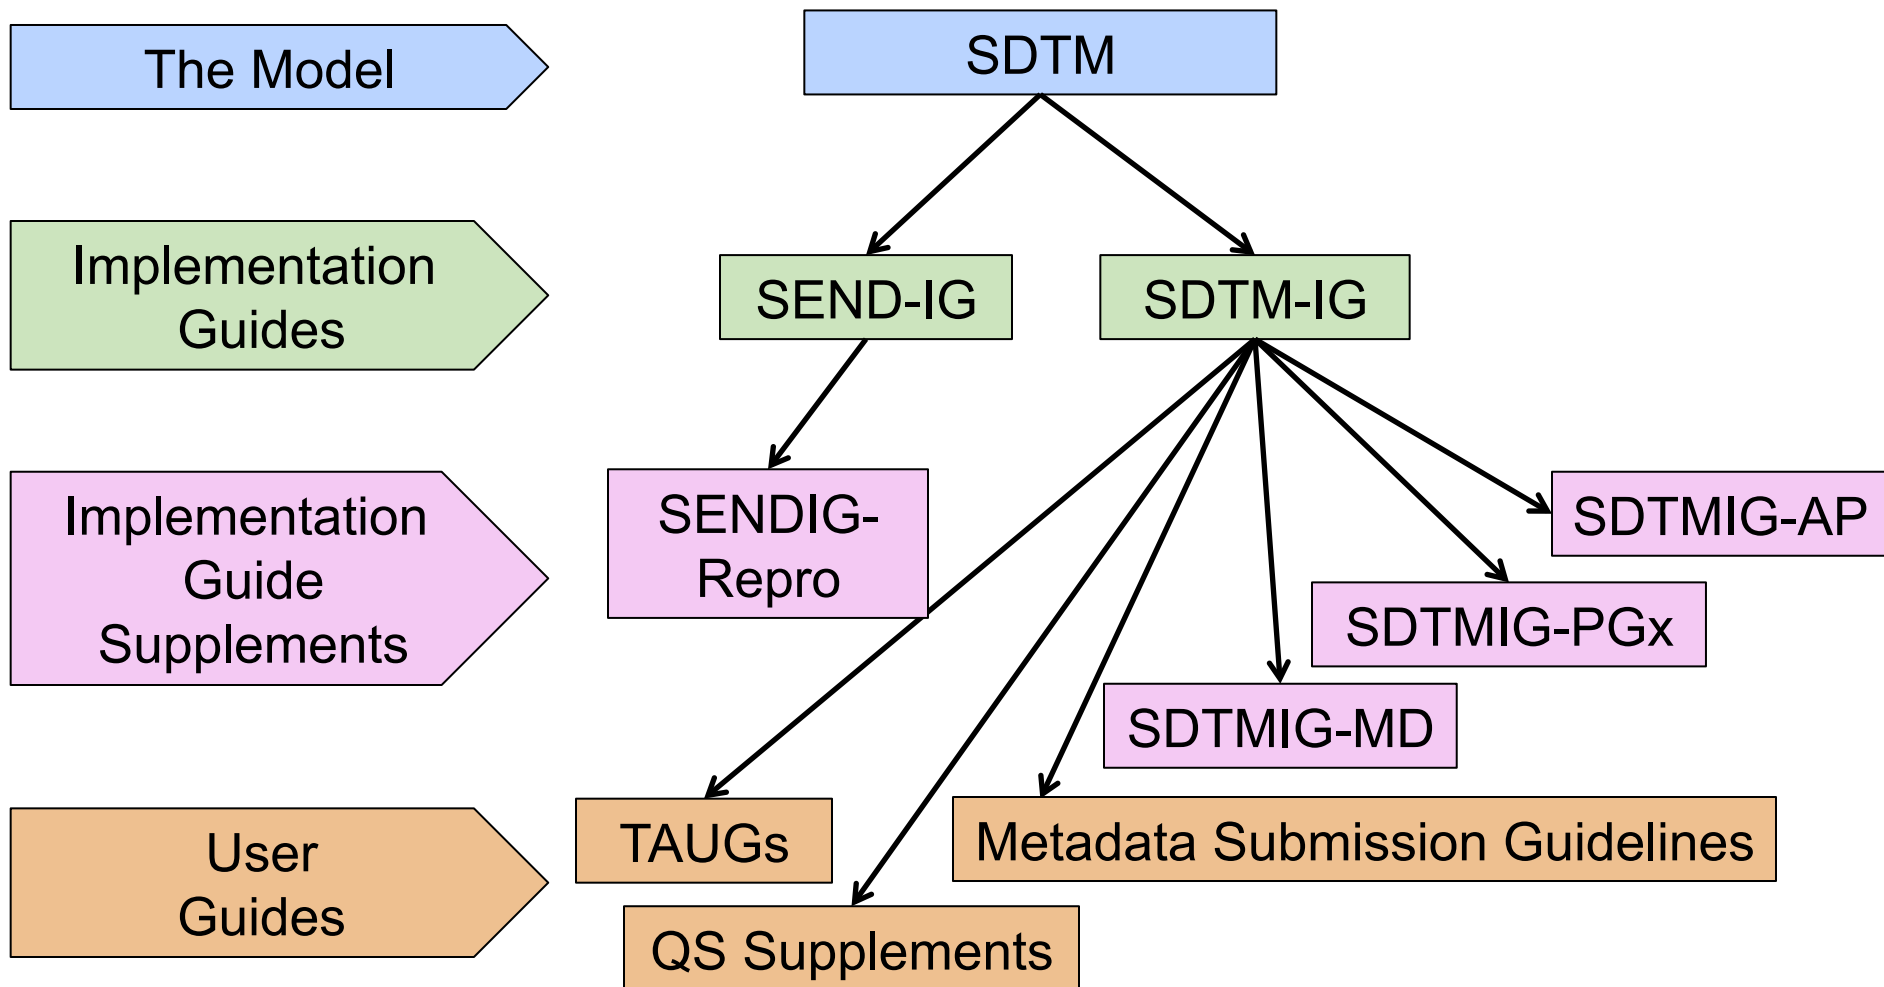 The Model
SDTM
Implementation
Guides
SEND-IG
SDTM-IG
Implementation
Guide
Supplements
SENDIG-
Repro
SDTMIG-AP
SDTMIG-PGx
SDTMIG-MD
User
Guides
TAUGs
Metadata Submission Guidelines
QS Supplements